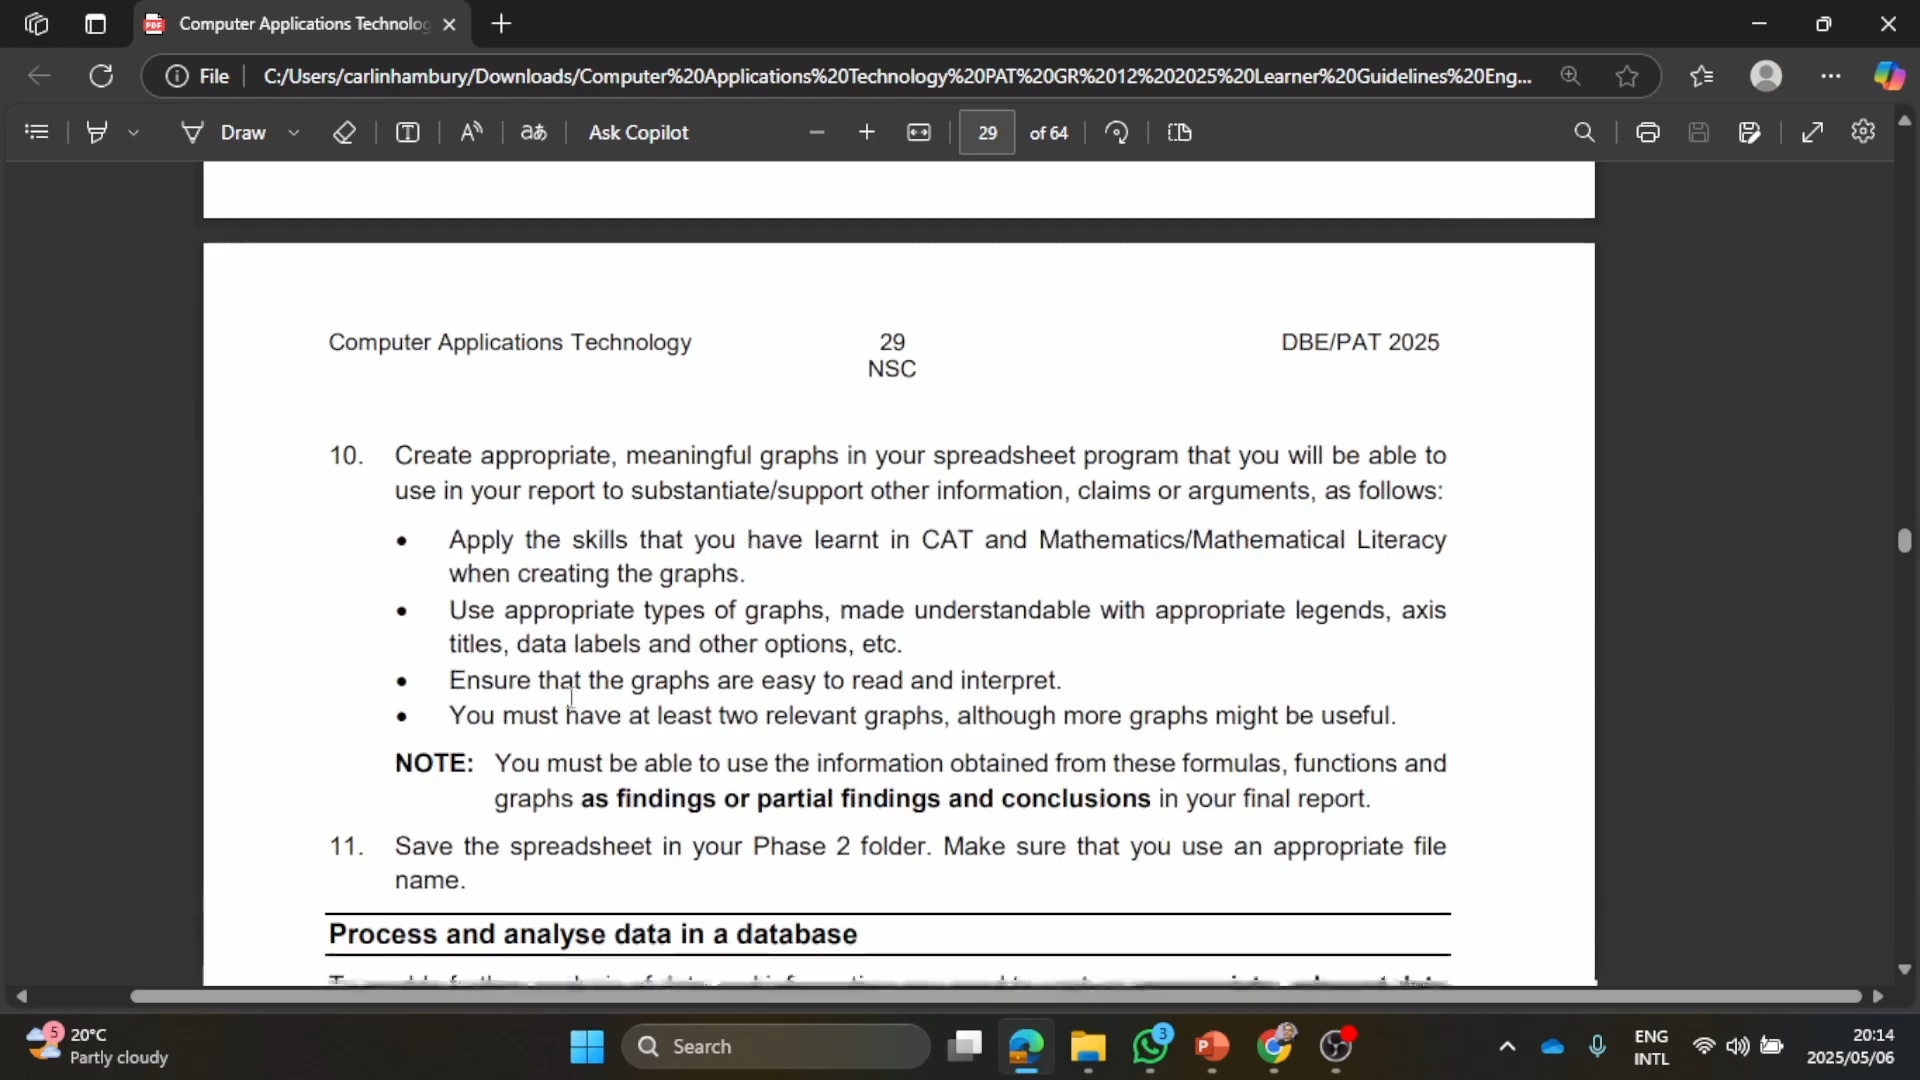 Computer Applications Technolog
File
C:/Users/carlinhambury/Downloads/Computer%20Applications%20Technology%20PAT%20GR%2012%202025%20Learner%20Guidelines%20Eng...
Draw
Ask Copilot
29 of 64
Computer Applications Technology 29 DBE/PAT 2025
NSC
10. Create appropriate, meaningful graphs in your spreadsheet program that you will be able to
use in your report to substantiate/support other information, claims or arguments, as follows:
• Apply the skills that you have learnt in CAT and Mathematics/Mathematical Literacy
when creating the graphs.
• Use appropriate types of graphs, made understandable with appropriate legends, axis
titles, data labels and other options, etc.
• Ensure that the graphs are easy to read and interpret.
• You must have at least two relevant graphs, although more graphs might be useful.
NOTE: You must be able to use the information obtained from these formulas, functions and
graphs as findings or partial findings and conclusions in your final report.
11. Save the spreadsheet in your Phase 2 folder. Make sure that you use an appropriate file
name.
Process and analyse data in a database
5 20°C
Partly cloudy
Search
3
ENG
INTL
20:14
2025/05/06